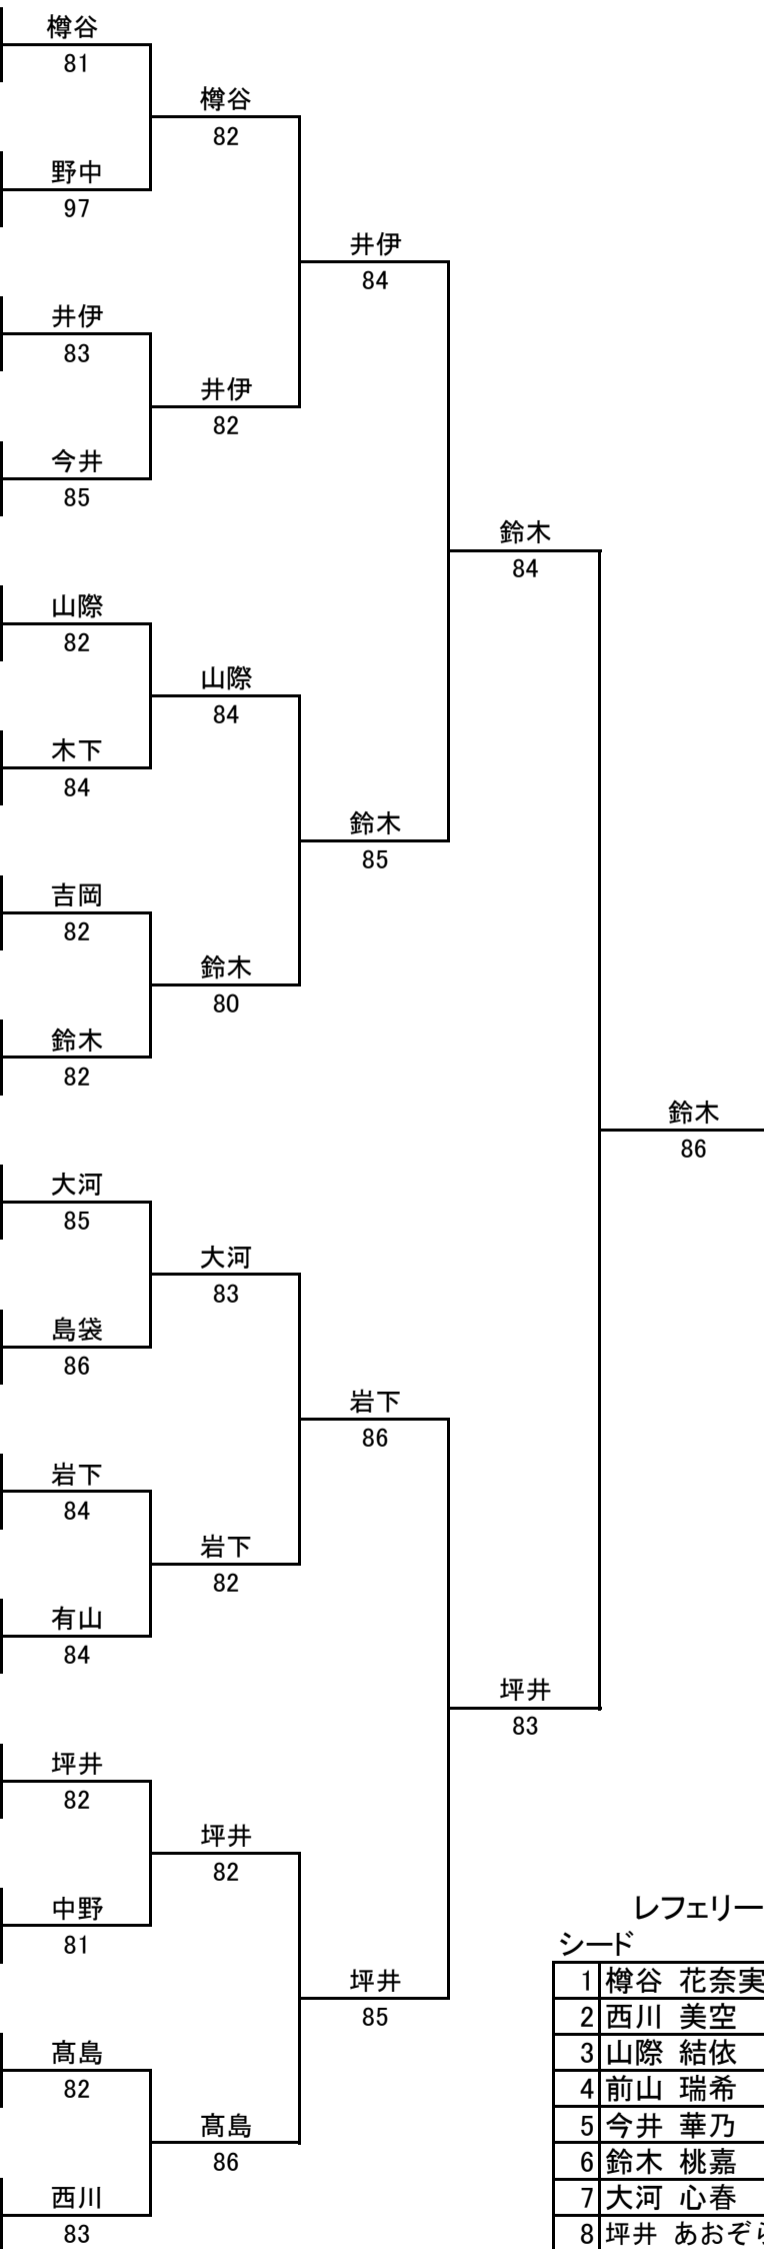 樽谷
81
樽谷
82
野中
97
井伊
84
井伊
83
井伊
82
今井
85
鈴木
84
山際
82
山際
84
木下
84
鈴木
85
吉岡
82
鈴木
80
鈴木
82
鈴木
86
大河
85
大河
83
島袋
86
岩下
86
岩下
84
岩下
82
有山
84
坪井
83
坪井
82
坪井
82
中野
81
坪井
85
髙島
82
髙島
86
西川
83
レフェリー
シード
1 樽谷 花奈実
2 西川 美空
3 山際 結依
4 前山 瑞希
5 今井 華乃
6 鈴木 桃嘉
7 大河 心春
8 坪井 あおぞ